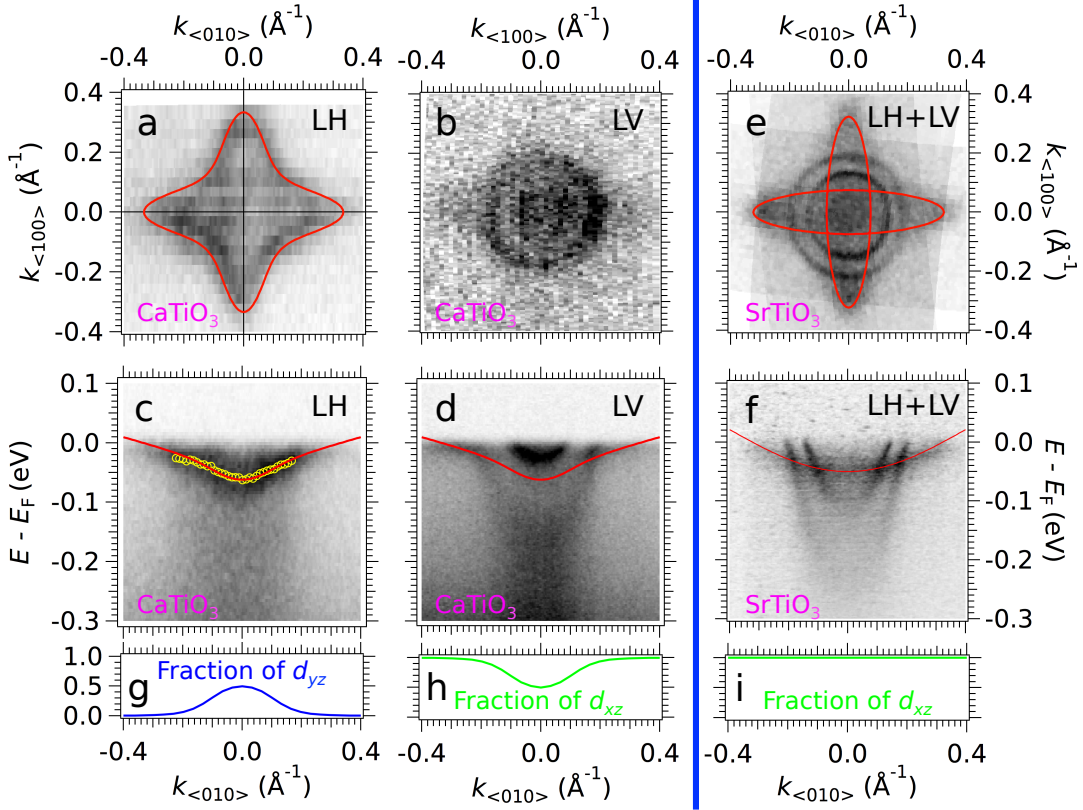 k<010> (Å-1)
k<100> (Å-1)
k<010> (Å-1)
-0.4 0.0 0.4
-0.4 0.0 0.4
-0.4 0.0 0.4
0.4
0.2
0.0
-0.2
-0.4
k<100> (Å-1)
a
LH
CaTiO3
b
LV
CaTiO3
e
LH+LV
SrTiO3
0.4
0.2
0.0
-0.2
-0.4
k<100> (Å-1)
0.1
0.0
-0.1
-0.2
-0.3
E - EF (eV)
c
LH
CaTiO3
d
LV
CaTiO3
f
LH+LV
SrTiO3
0.1
0.0
-0.1
-0.2
-0.3
E - EF (eV)
1.0
0.5
0.0
g
Fraction of dyz
h
Fraction of dxz
i
Fraction of dxz
-0.4 0.0 0.4
-0.4 0.0 0.4
-0.4 0.0 0.4
k<010> (Å-1)
k<010> (Å-1)
k<010> (Å-1)